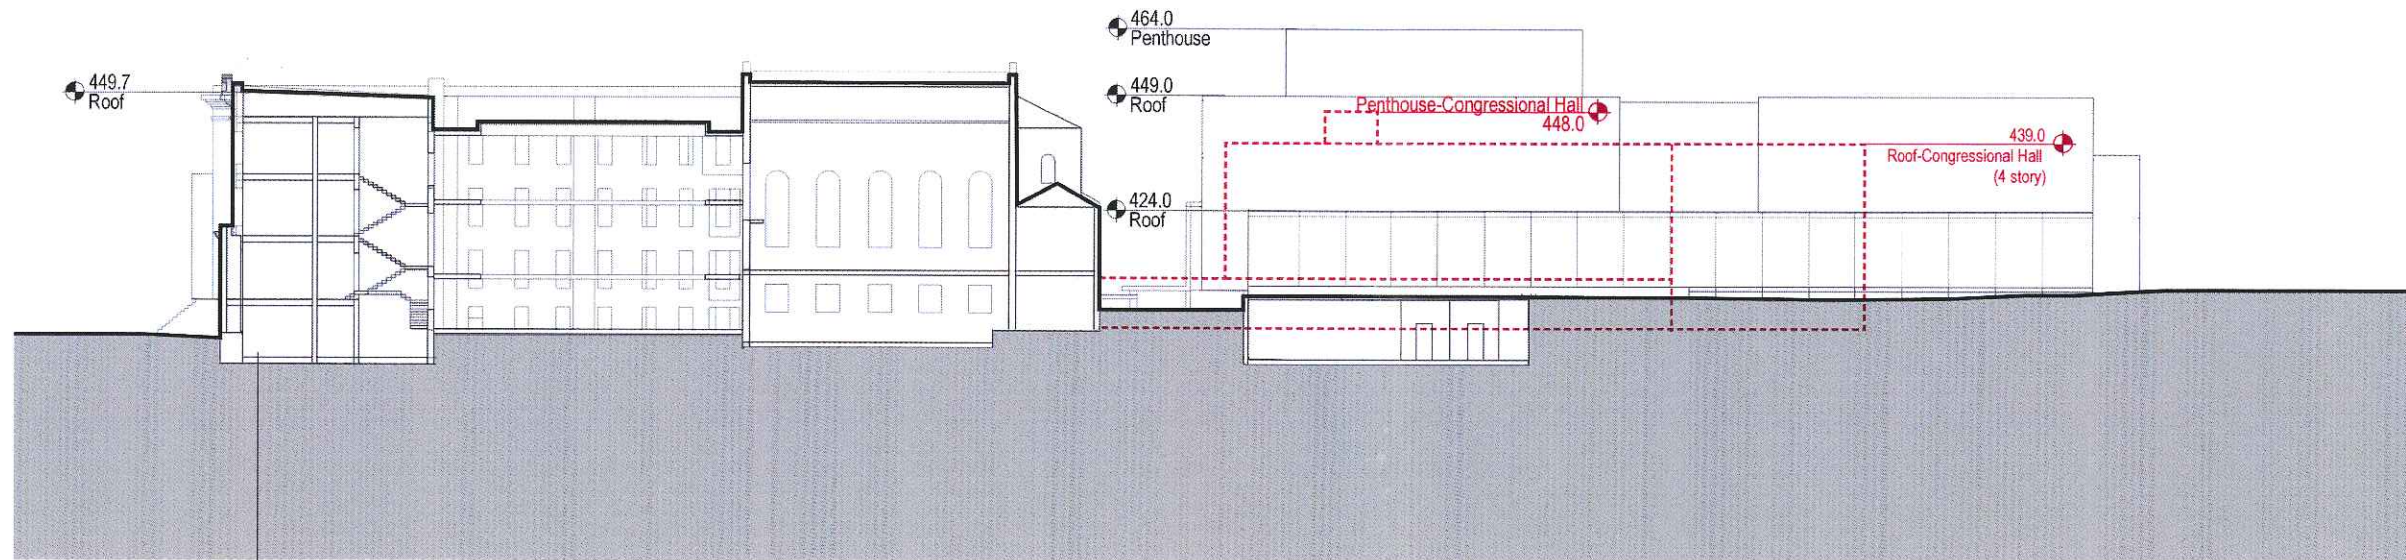 464.0
Penthouse
449.7
Roof
449.0
Roof
Penthouse-Congressional Hall
448.0
439.0
Roof-Congressional Hall
(4 story)
424.0
Roof